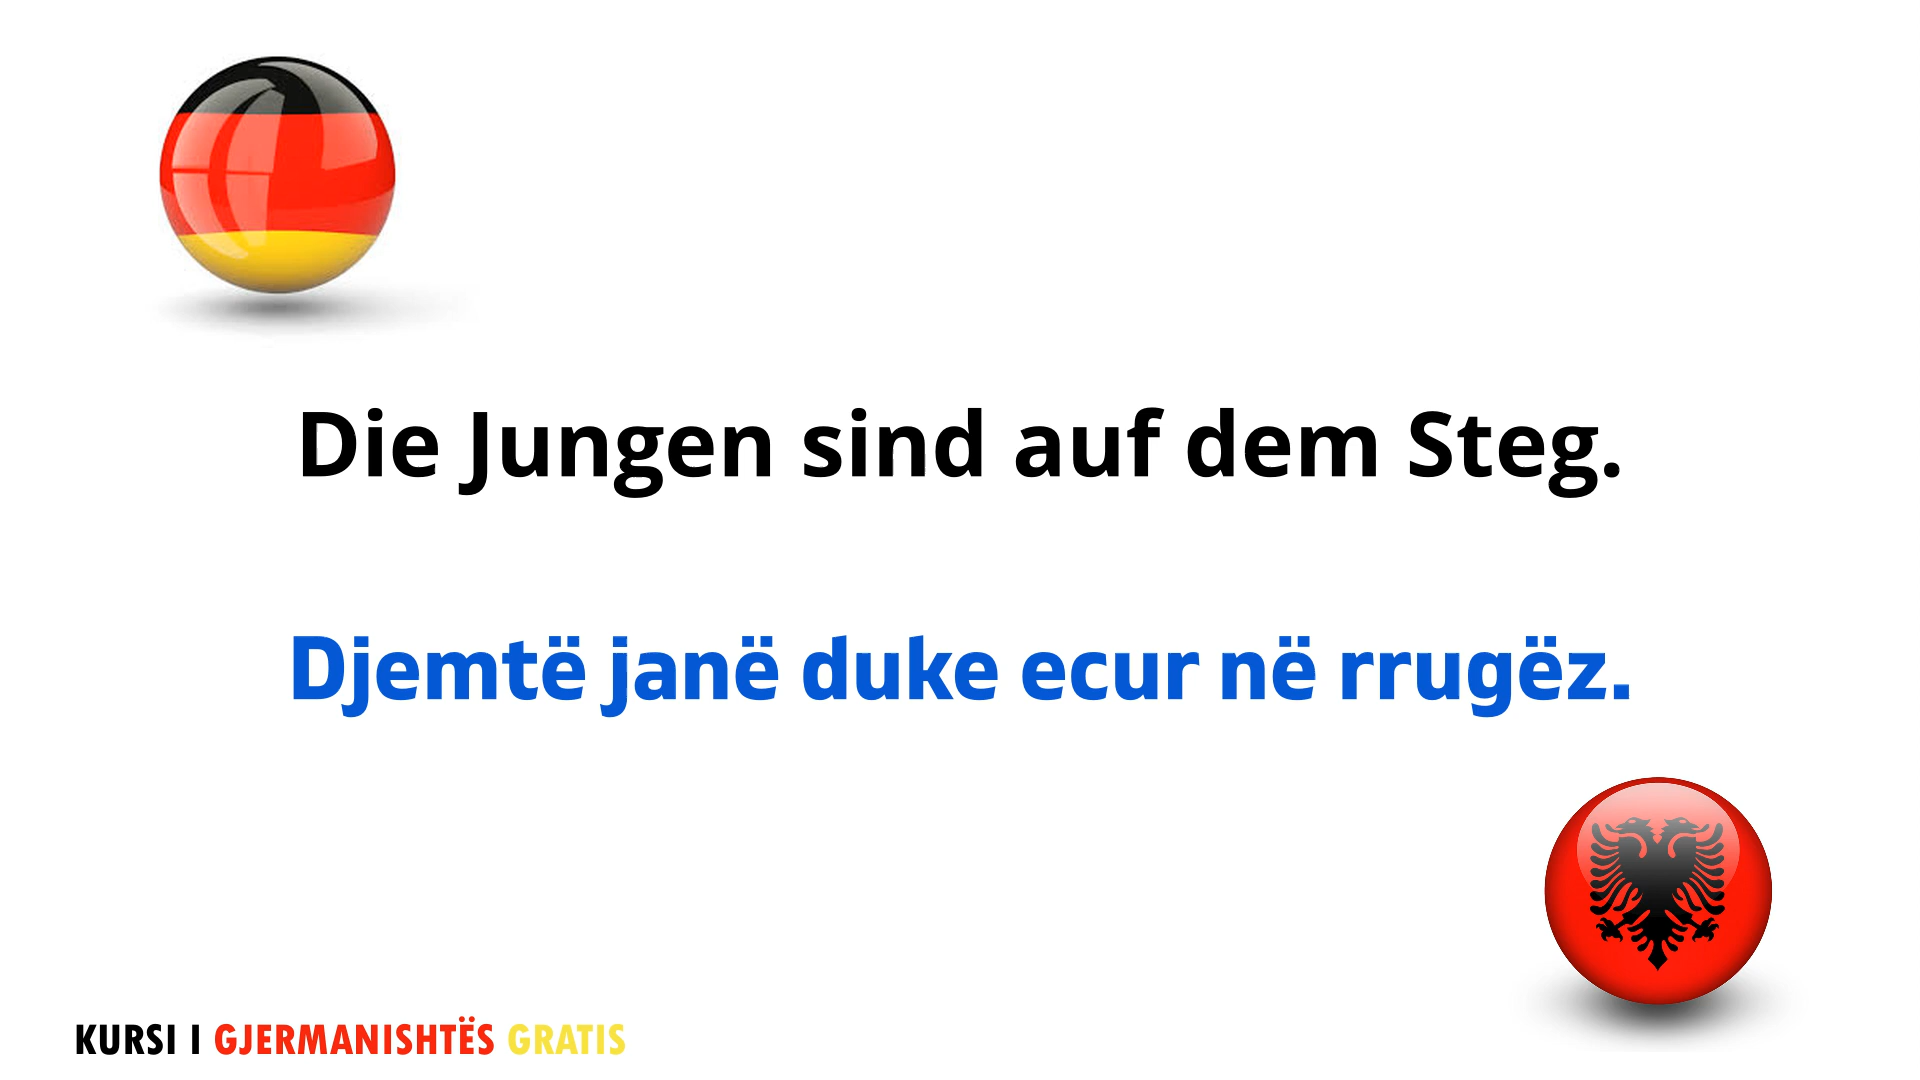 Die Jungen sind auf dem Steg.
Djemtë janë duke ecur në rrugëz.
KURSI I GJERMANISHTËS GRATIS